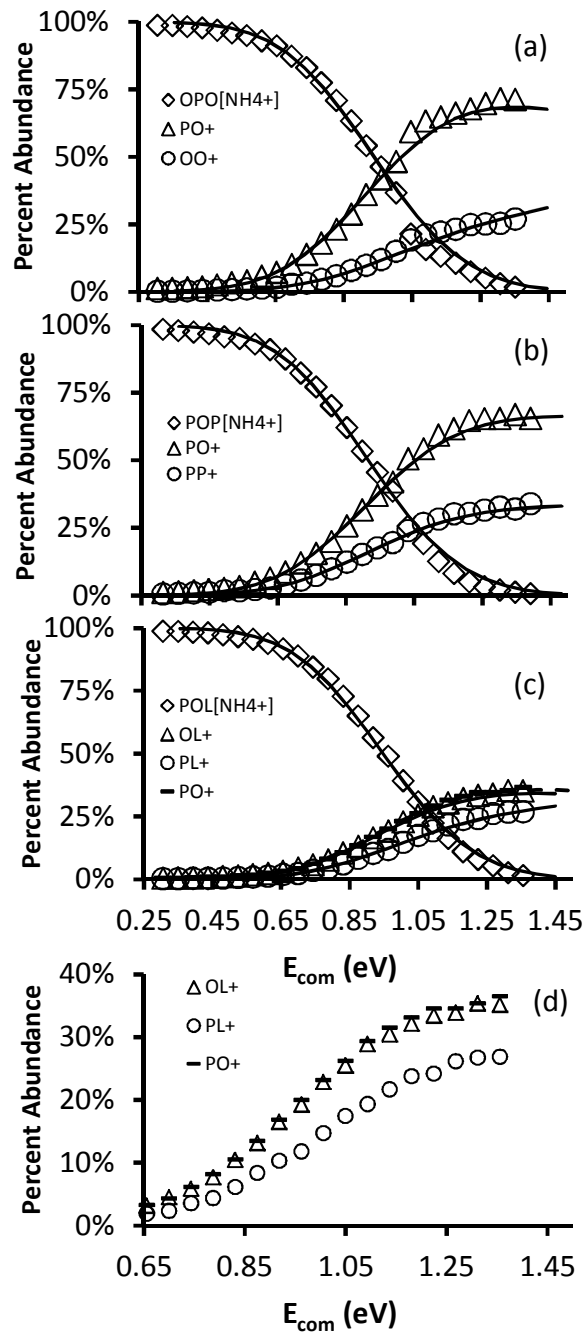 100%
75%
50%
25%
0%
Percent Abundance
(a)
OPO[NH4+]
PO+
OO+
100%
75%
50%
25%
0%
Percent Abundance
(b)
POP[NH4+]
PO+
PP+
100%
75%
50%
25%
0%
Percent Abundance
(c)
POL[NH4+]
OL+
PL+
PO+
0.25 0.45 0.65 0.85 1.05 1.25 1.45
Ecom (eV)
40%
30%
20%
10%
0%
Percent Abundance
(d)
OL+
PL+
PO+
0.65 0.85 1.05 1.25 1.45
Ecom (eV)